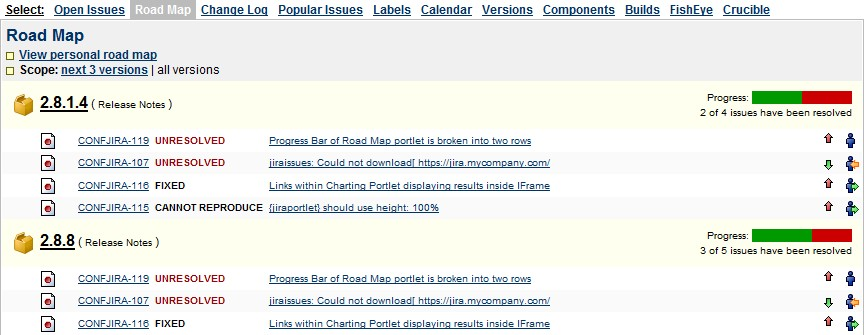 Select: Open Issues Road Map Change Log Popular Issues Labels Calendar Versions Components Builds FishEye Crucible
Road Map
View personal road map
Scope: next 3 versions | all versions
2.8.1.4 ( Release Notes ) Progress:
2 of 4 issues have been resolved
CONFJIRA-119 UNRESOLVED Progress Bar of Road Map portlet is broken into two rows
CONFJIRA-107 UNRESOLVED jiraissues: Could not download[ https://jira.mycompany.com/
CONFJIRA-116 FIXED Links within Charting Portlet displaying results inside IFrame
CONFJIRA-115 CANNOT REPRODUCE {jiraportlet} should use height: 100%
2.8.8 ( Release Notes ) Progress:
3 of 5 issues have been resolved
CONFJIRA-119 UNRESOLVED Progress Bar of Road Map portlet is broken into two rows
CONFJIRA-107 UNRESOLVED jiraissues: Could not download[ https://jira.mycompany.com/
CONFJIRA-116 FIXED Links within Charting Portlet displaying results inside IFrame